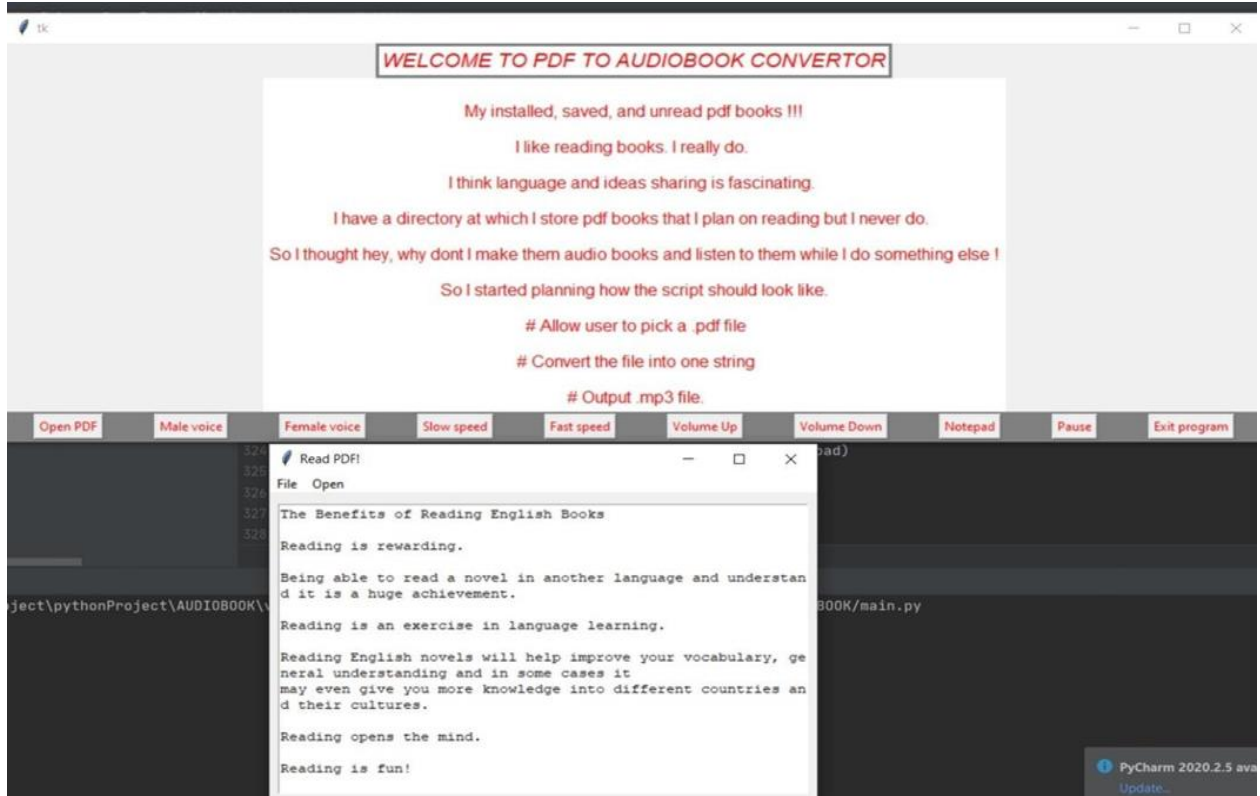 tk
WELCOME TO PDF TO AUDIOBOOK CONVERTOR
My installed, saved, and unread pdf books !!!
I like reading books. I really do.
I think language and ideas sharing is fascinating.
I have a directory at which I store pdf books that I plan on reading but I never do.
So I thought hey, why dont I make them audio books and listen to them while I do something else !
So I started planning how the script should look like.
# Allow user to pick a .pdf file
# Convert the file into one string
# Output .mp3 file.
Open PDF Male voice Female voice Slow speed Fast speed Volume Up Volume Down Notepad Pause Exit program
324
325
326
327
328
pad)
Read PDF!
File Open
The Benefits of Reading English Books
Reading is rewarding.
Being able to read a novel in another language and understan
d it is a huge achievement.
Reading is an exercise in language learning.
Reading English novels will help improve your vocabulary, ge
neral understanding and in some cases it
may even give you more knowledge into different countries an
d their cultures.
Reading opens the mind.
Reading is fun!
ject\pythonProject\AUDIOBOOK\v
BOOK/main.py
PyCharm 2020.2.5 ava
Update...